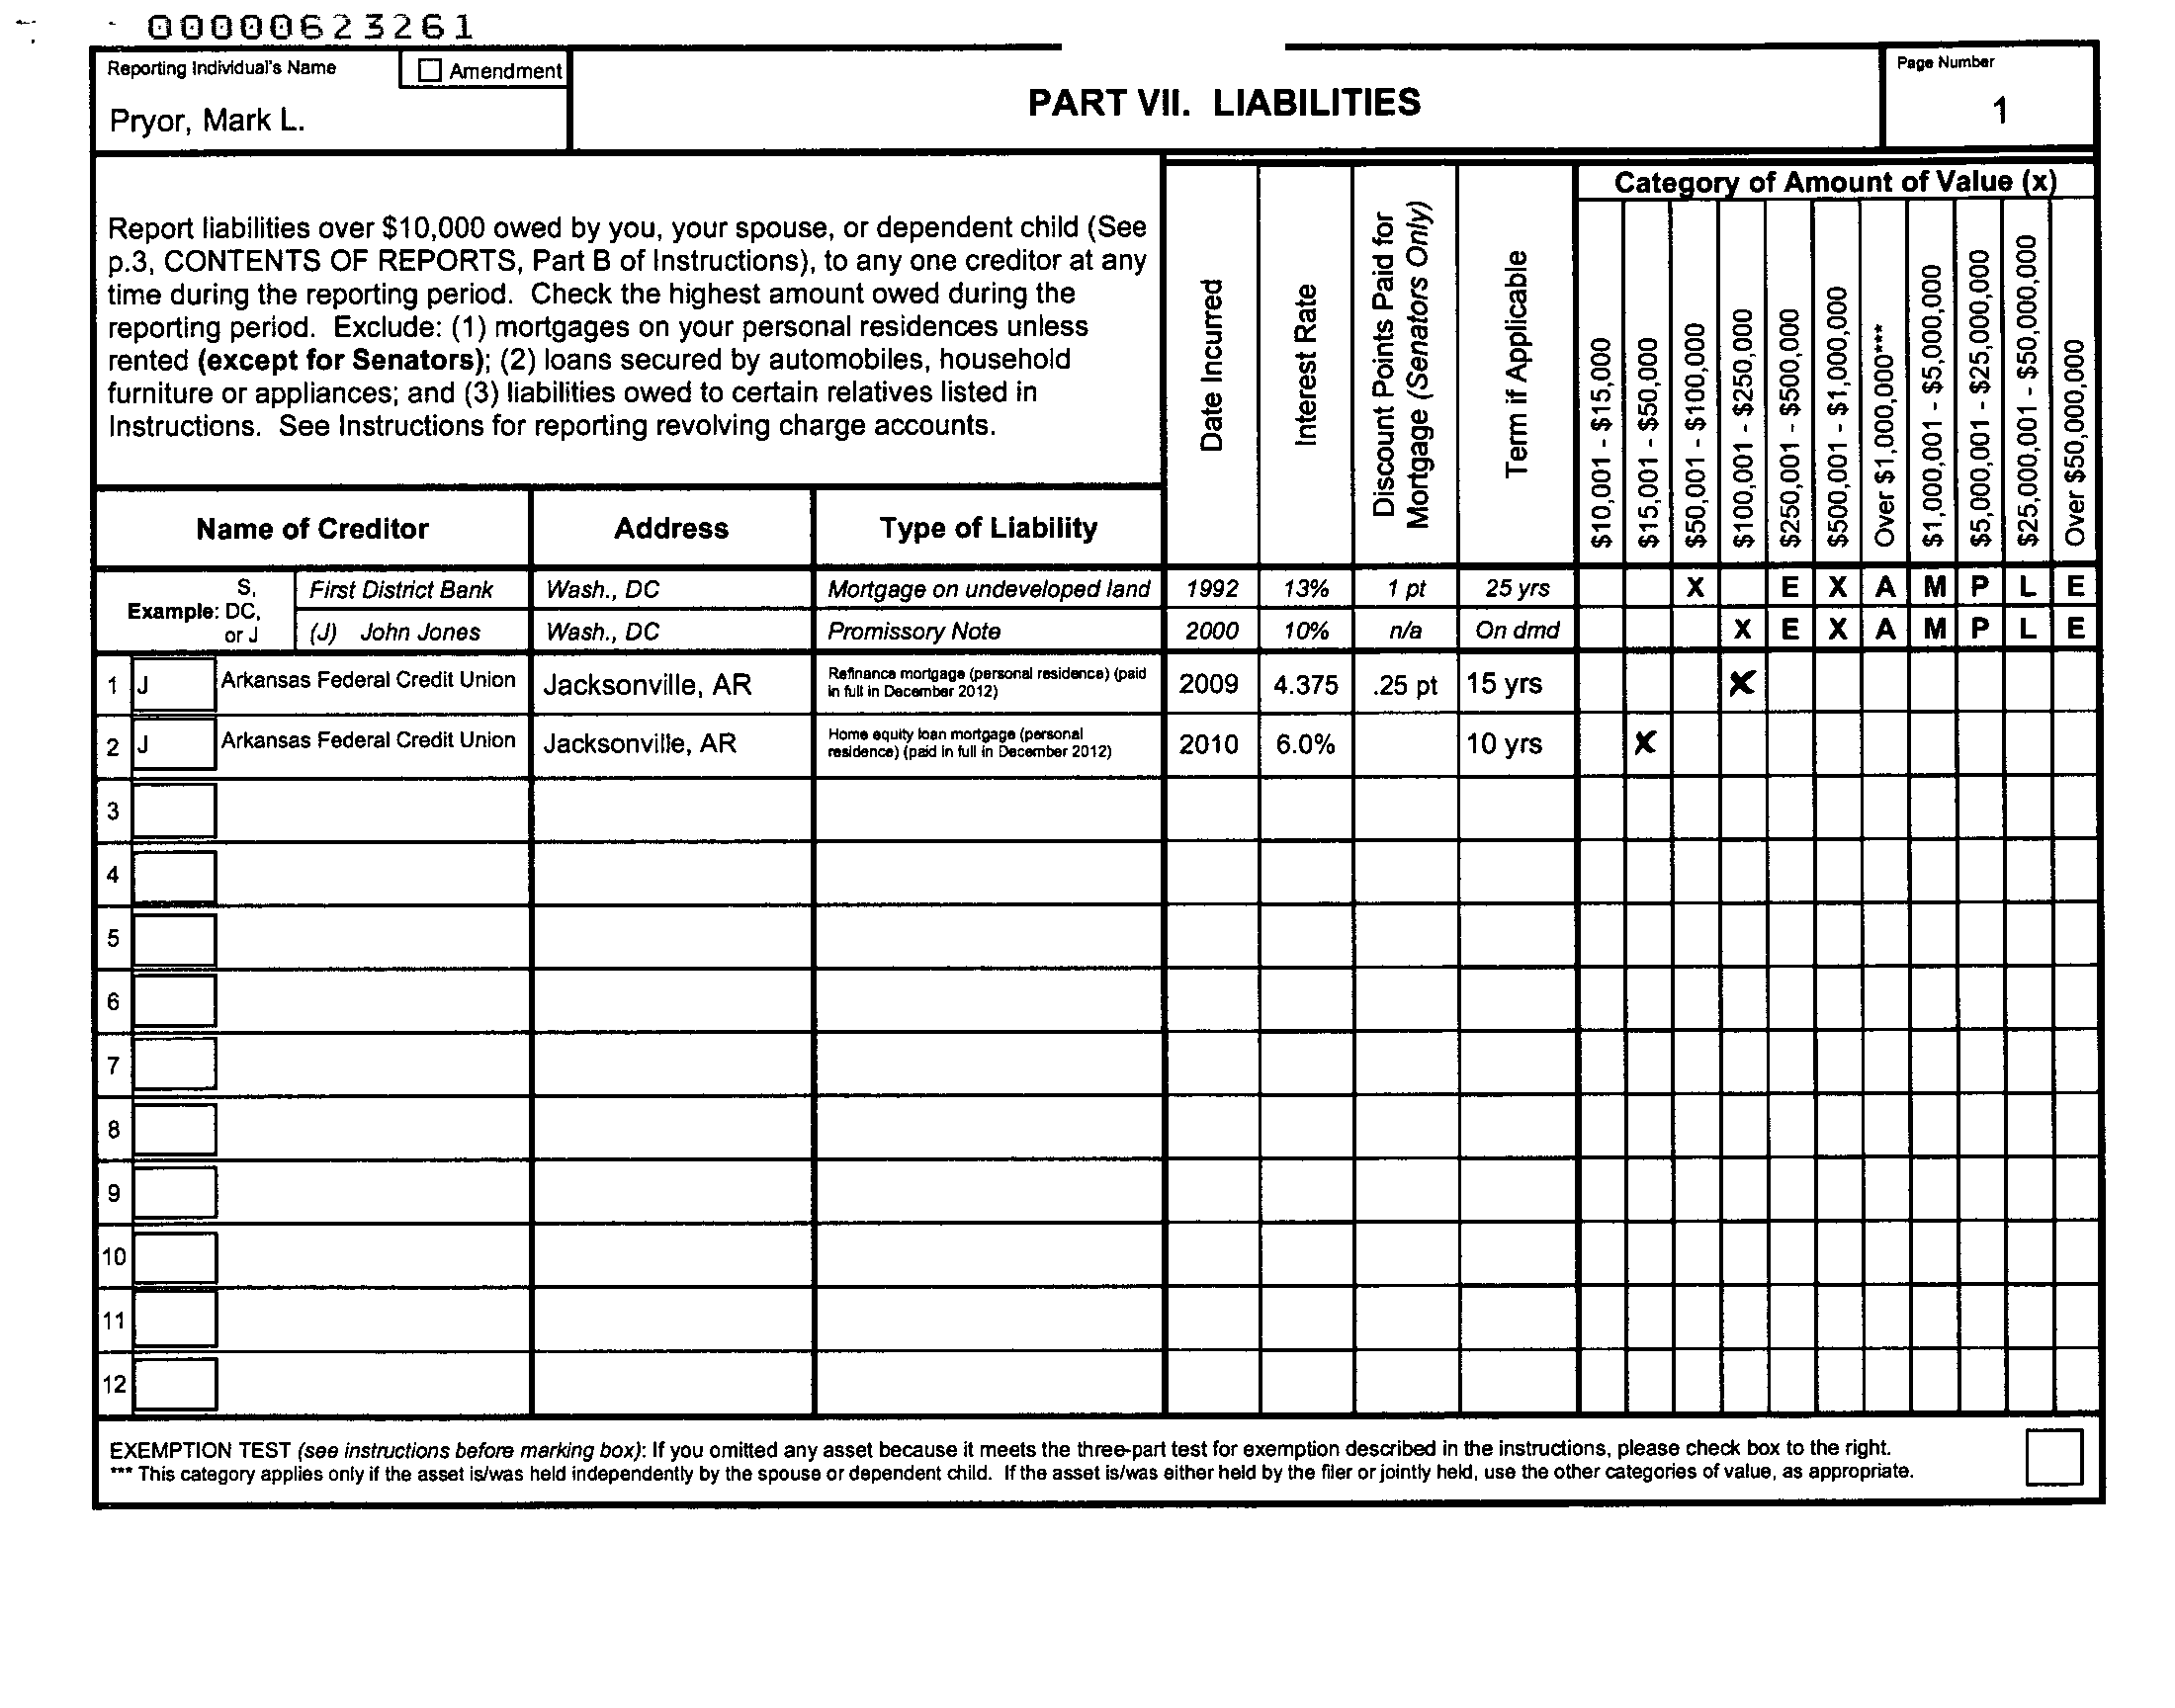 00000623261
Reporting Individual's Name
Amendment
Pryor, Mark L.
PART VII. LIABILITIES
Page Number
1
Report liabilities over $10,000 owed by you, your spouse, or dependent child (See
p.3, CONTENTS OF REPORTS, Part B of Instructions), to any one creditor at any
time during the reporting period. Check the highest amount owed during the
reporting period. Exclude: (1) mortgages on your personal residences unless
rented (except for Senators); (2) loans secured by automobiles, household
furniture or appliances; and (3) liabilities owed to certain relatives listed in
Instructions. See Instructions for reporting revolving charge accounts.
Name of Creditor
Address
Type of Liability
Date Incurred
Interest Rate
Discount Points Paid for
Mortgage (Senators Only)
Term if Applicable
Category of Amount of Value (x)
$10,001 - $15,000
$15,001 - $50,000
$50,001 - $100,000
$100,001 - $250,000
$250,001 - $500,000
$500,001 - $1,000,000
Over $1,000,000***
$1,000,001 - $5,000,000
$5,000,001 - $25,000,000
$25,000,001 - $50,000,000
Over $50,000,000
S,
Example: DC,
or J
First District Bank Wash., DC Mortgage on undeveloped land 1992 13% 1 pt 25 yrs X E X A M P L E
(J) John Jones Wash., DC Promissory Note 2000 10% n/a On dmd X E X A M P L E
1 J Arkansas Federal Credit Union Jacksonville, AR
Refinance mortgage (personal residence) (paid
in full in December 2012)
2009 4.375 .25 pt 15 yrs X
2 J Arkansas Federal Credit Union Jacksonville, AR
Home equity loan mortgage (personal
residence) (paid in full in December 2012)
2010 6.0% 10 yrs X
3
4
5
6
7
8
9
10
11
12
EXEMPTION TEST (see instructions before marking box): If you omitted any asset because it meets the three-part test for exemption described in the instructions, please check box to the right.
*** This category applies only if the asset is/was held independently by the spouse or dependent child. If the asset is/was either held by the filer or jointly held, use the other categories of value, as appropriate.